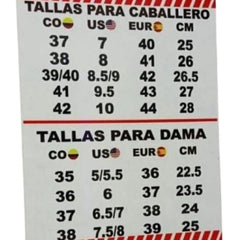 TALLAS PARA CABALLERO
CO US EUR CM
37 7 40 25
38 8 41 26
39/40 8.5/9 42 26.5
41 9.5 43 27
42 10 44 28
TALLAS PARA DAMA
CO US EUR CM
35 5/5.5 36 22.5
36 6 37 23.5
37 6.5/7 38 24
38 7.5/8 39 25